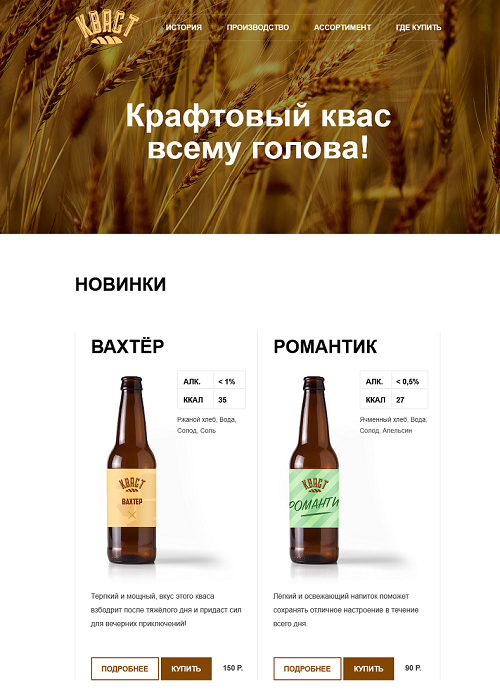 КВАСТ
ИСТОРИЯ ПРОИЗВОДСТВО АССОРТИМЕНТ ГДЕ КУПИТЬ
Крафтовый квас
всему голова!
НОВИНКИ
ВАХТЁР
АЛК. < 1%
ККАЛ 35
Ржаной хлеб, Вода,
Солод, Соль
КВАСТ
ВАХТЕР
Терпкий и мощный, вкус этого кваса
взбодрит после тяжёлого дня и придаст сил
для вечерних приключений!
ПОДРОБНЕЕ КУПИТЬ 150 Р.
РОМАНТИК
АЛК. < 0,5%
ККАЛ 27
Ячменный хлеб, Вода,
Солод, Апельсин
КВАСТ
РОМАНТИ
Лёгкий и освежающий напиток поможет
сохранять отличное настроение в течение
всего дня.
ПОДРОБНЕЕ КУПИТЬ 90 Р.